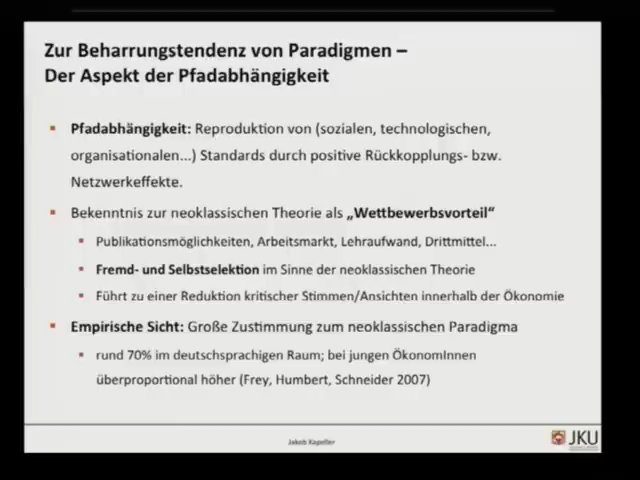 Zur Beharrungstendenz von Paradigmen –
Der Aspekt der Pfadabhängigkeit
Pfadabhängigkeit: Reproduktion von (sozialen, technologischen,
organisationalen...) Standards durch positive Rückkopplungs- bzw.
Netzwerkeffekte.
Bekenntnis zur neoklassischen Theorie als „Wettbewerbsvorteil“
Publikationsmöglichkeiten, Arbeitsmarkt, Lehraufwand, Drittmittel...
Fremd- und Selbstselektion im Sinne der neoklassischen Theorie
Führt zu einer Reduktion kritischer Stimmen/Ansichten innerhalb der Ökonomie
Empirische Sicht: Große Zustimmung zum neoklassischen Paradigma
rund 70% im deutschsprachigen Raum; bei jungen ÖkonomInnen
überproportional höher (Frey, Humbert, Schneider 2007)
Jakob Kapeller
JKU